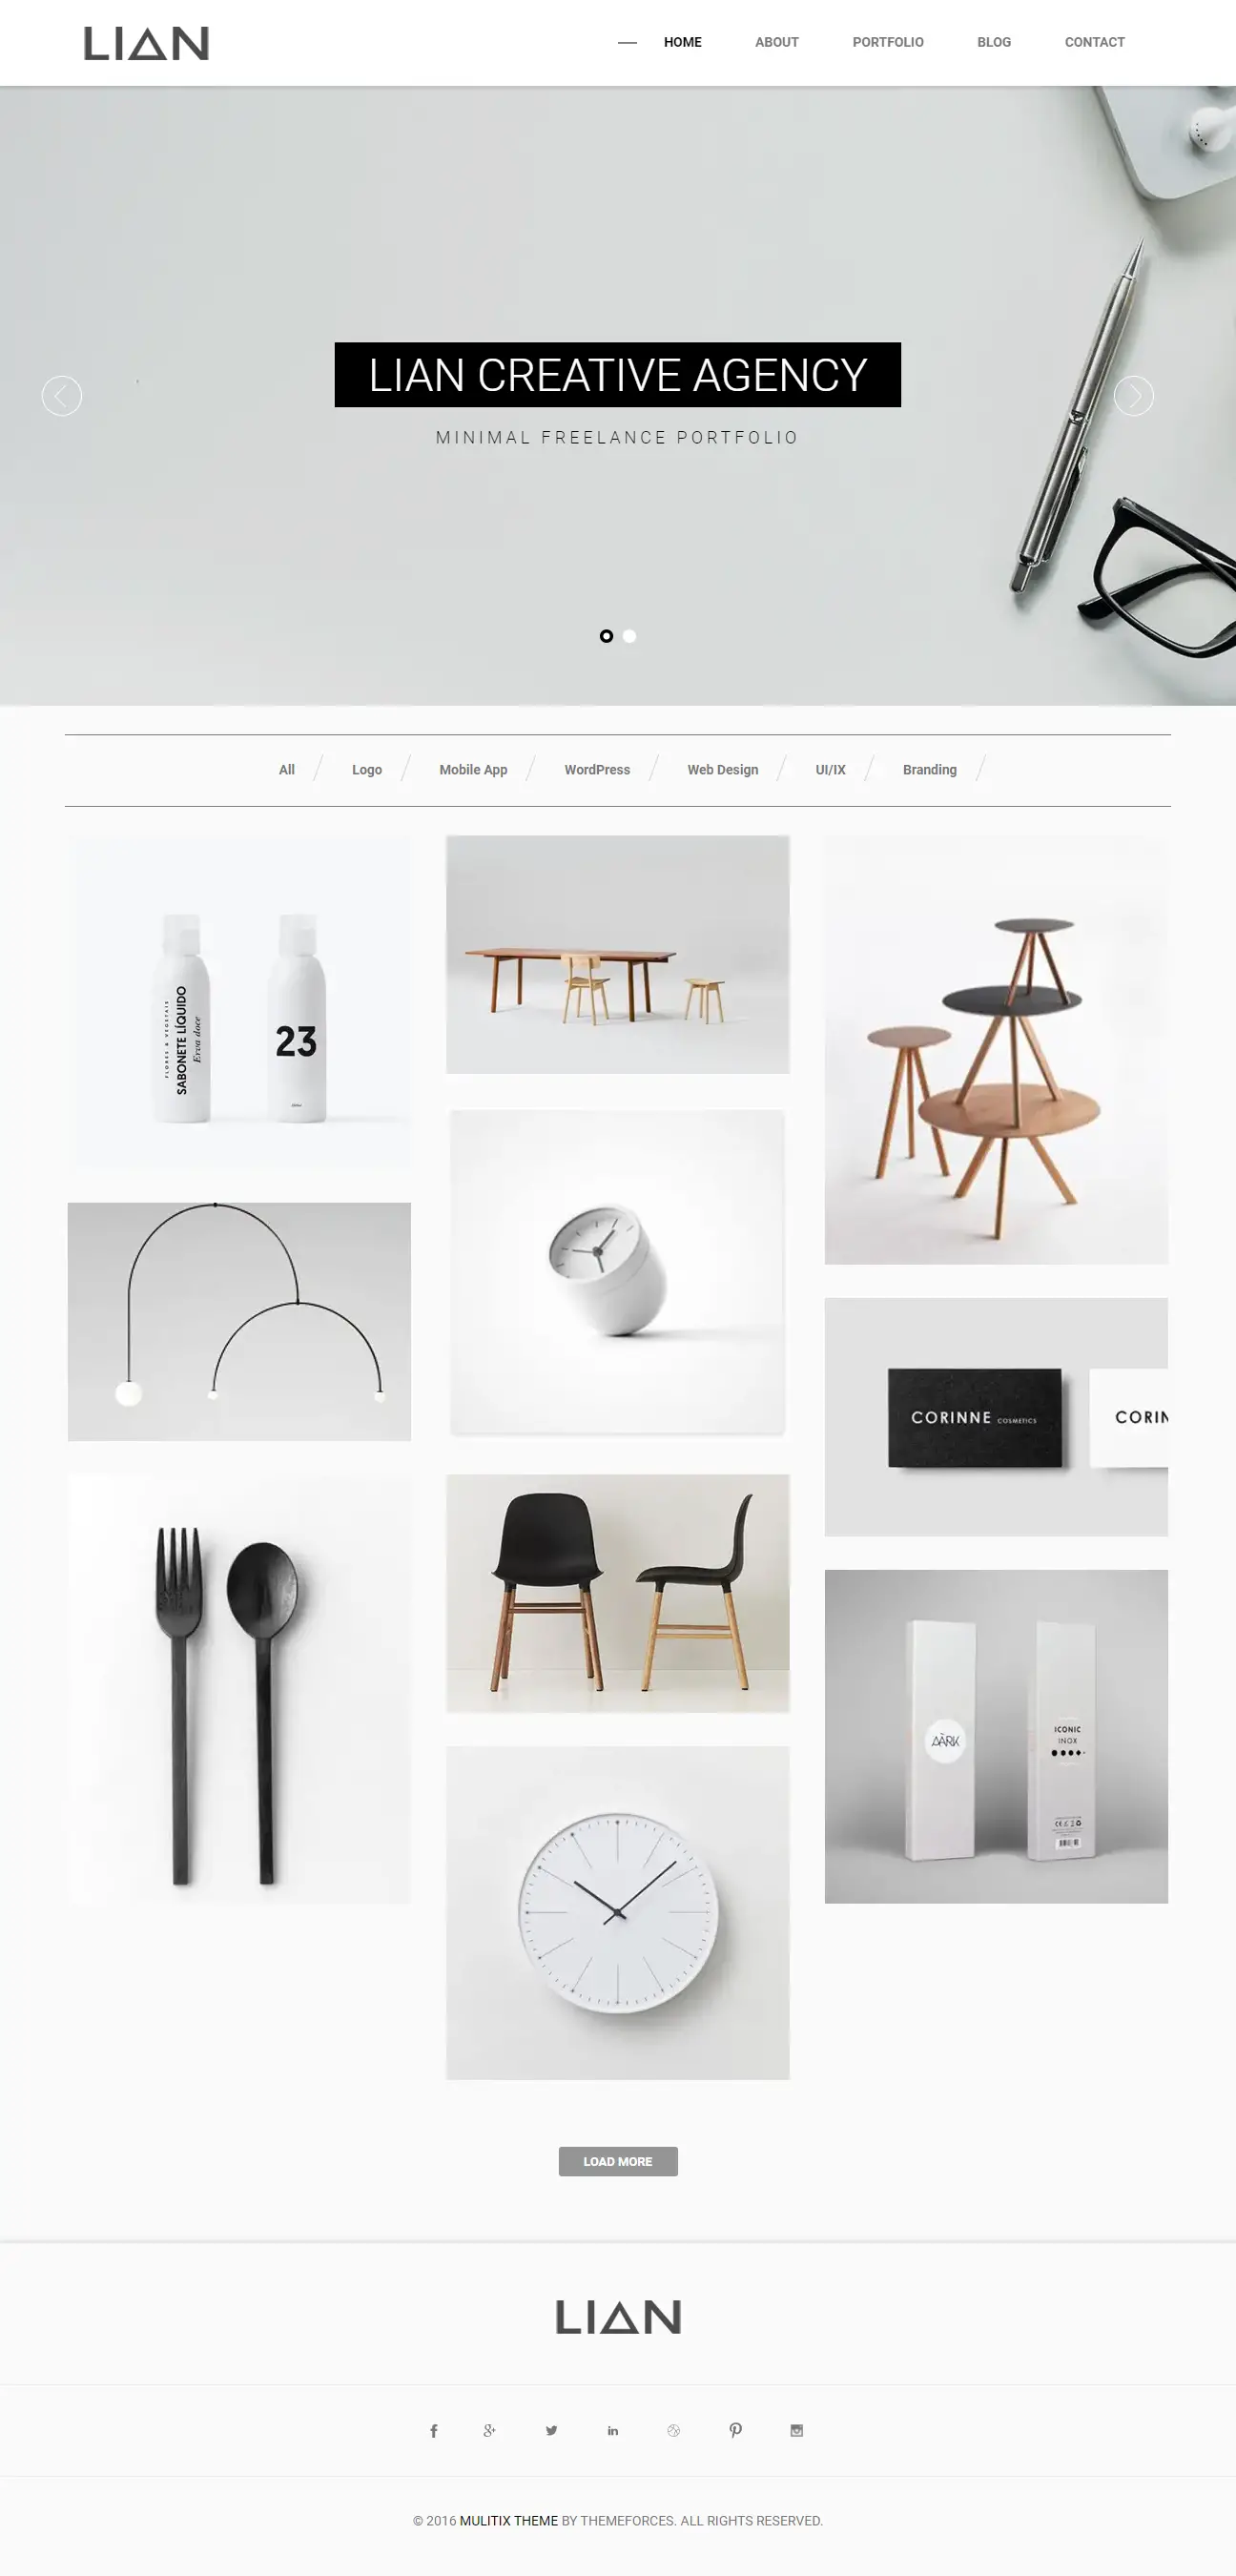 LIAN
HOME ABOUT PORTFOLIO BLOG CONTACT
LIAN CREATIVE AGENCY
MINIMAL FREELANCE PORTFOLIO
All Logo Mobile App WordPress Web Design UI/IX Branding
FLORES & VEGETAIS
SABONETE LÍQUIDO
Erva doce
23
CORINNE COSMETICS
CORIN
AÀRK
ICONIC
INOX
LOAD MORE
LIAN
© 2016 MULITIX THEME BY THEMEFORCES. ALL RIGHTS RESERVED.